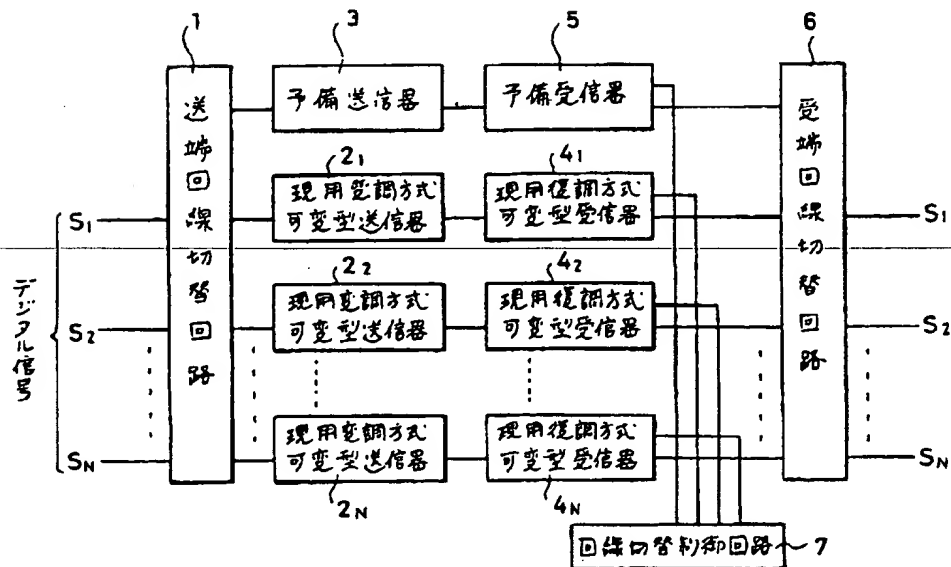 1
3
5
6
送端回線切替回路
予備送信器
予備受信器
受端回線切替回路
2₁
4₁
現用変調方式
可変型送信器
現用復調方式
可変型受信器
S₁
S₁
2₂
4₂
現用変調方式
可変型送信器
現用復調方式
可変型受信器
デジタル信号
S₂
S₂
現用変調方式
可変型送信器
現用復調方式
可変型受信器
S_N
S_N
2_N
4_N
回線切替制御回路
7